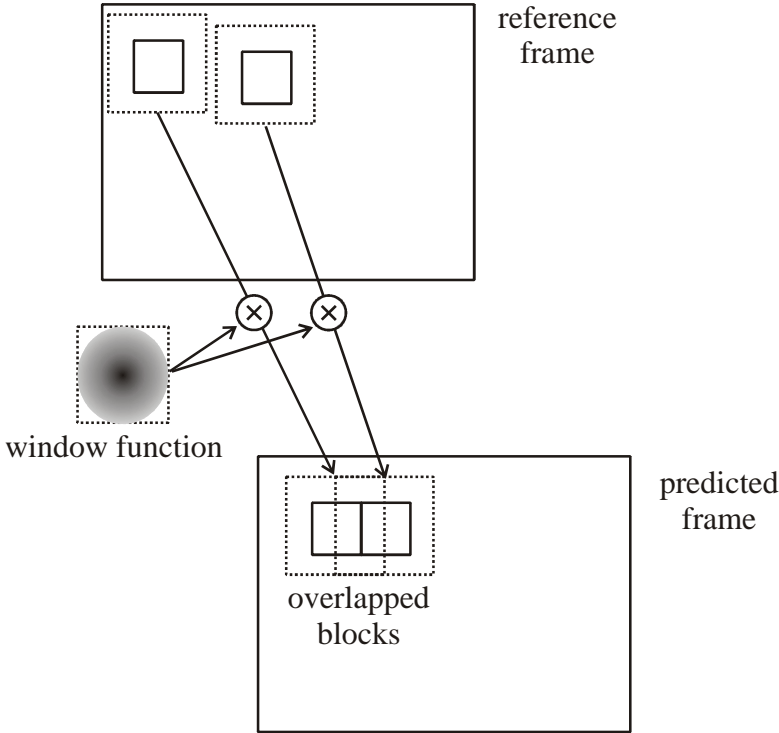 reference
frame
window function
predicted
frame
overlapped
blocks